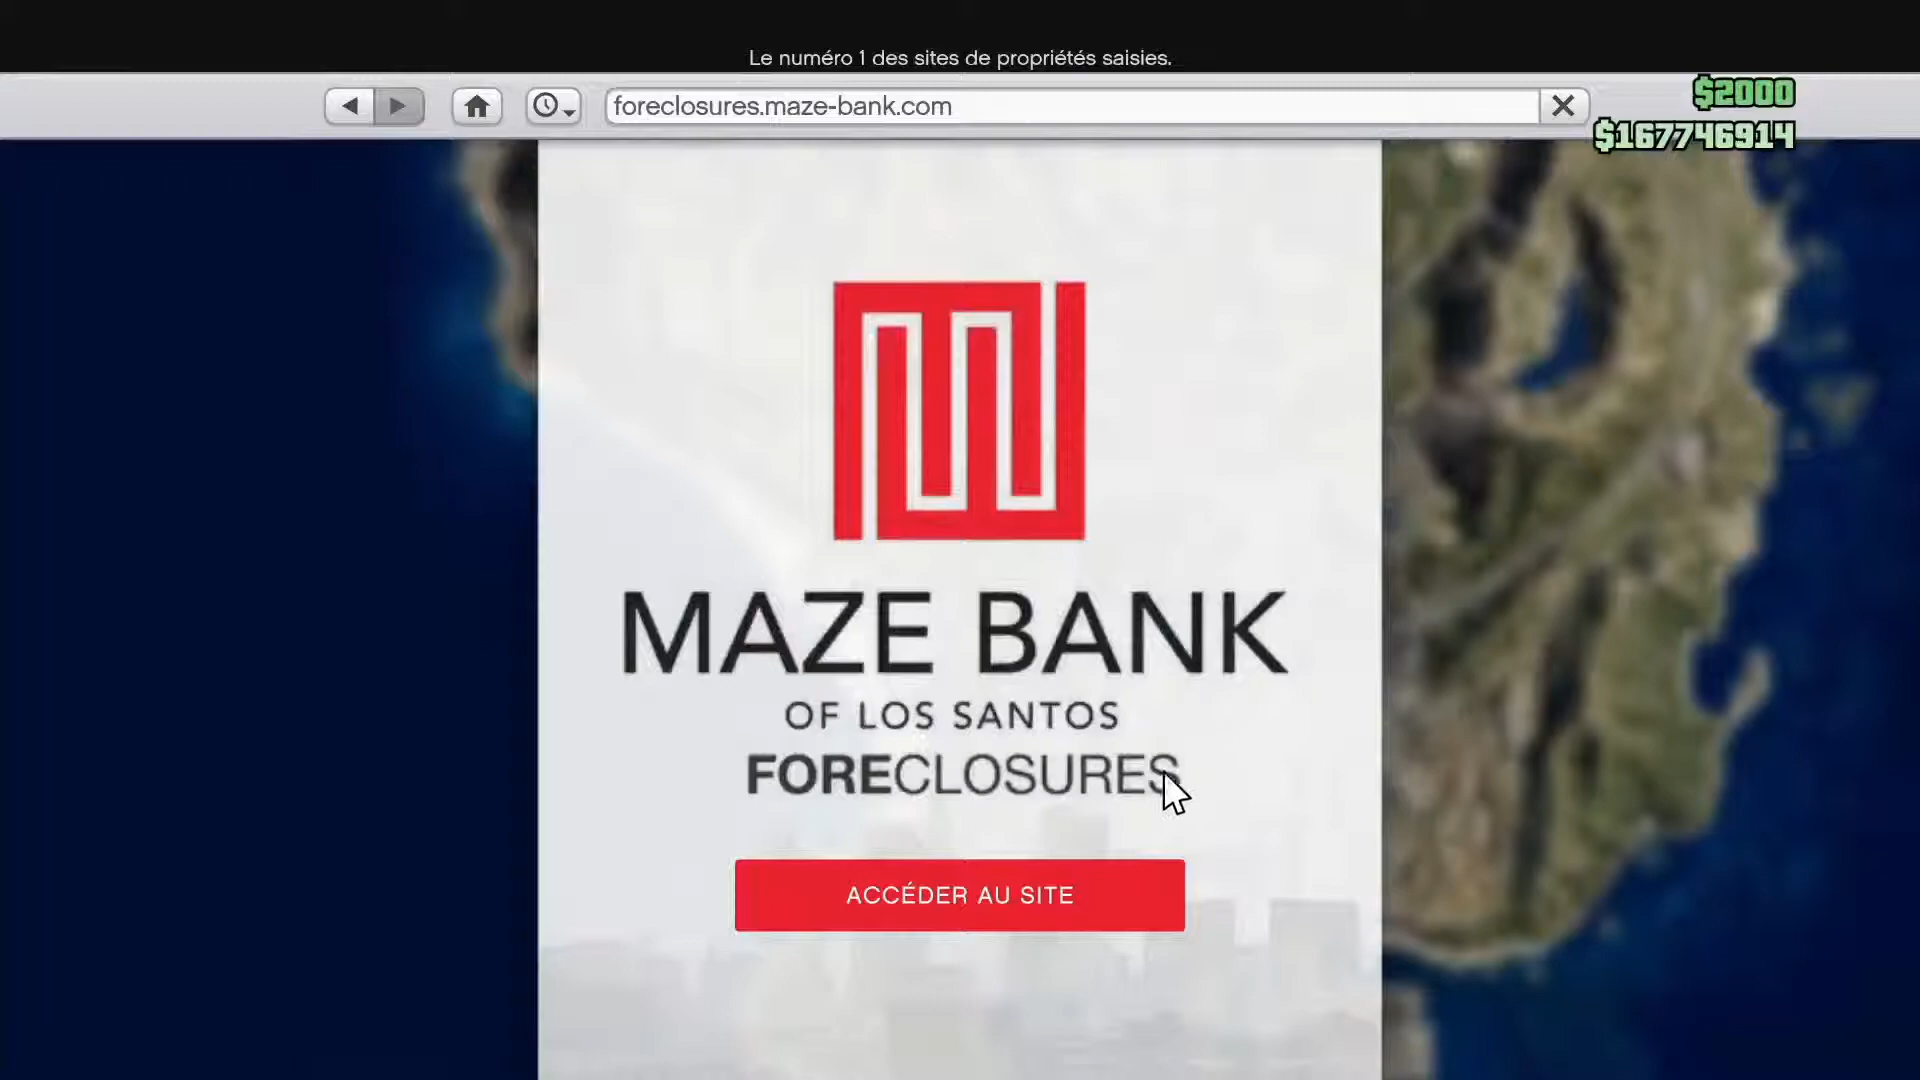 Le numéro 1 des sites de propriétés saisies.
foreclosures.maze-bank.com
$2000
$167746914
MAZE BANK
OF LOS SANTOS
FORECLOSURES
ACCÉDER AU SITE